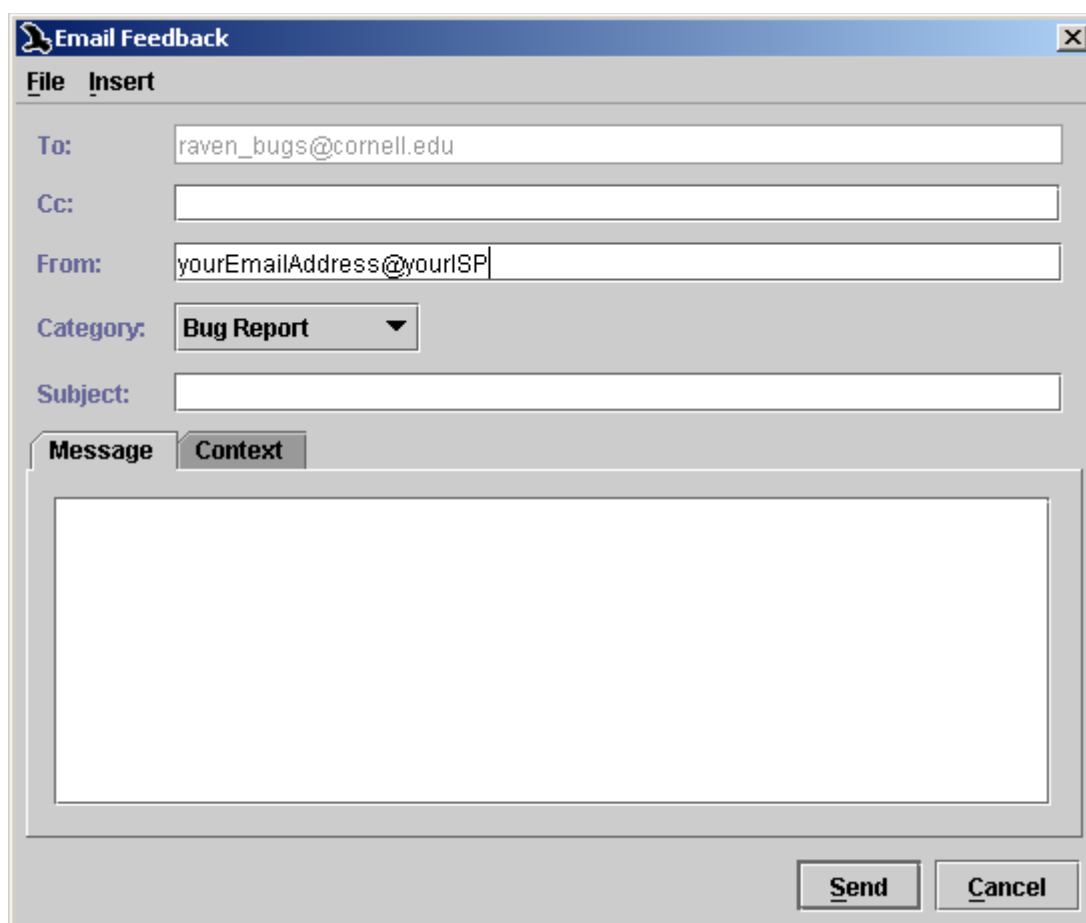 Email Feedback
File Insert
To: raven_bugs@cornell.edu
Cc:
From: yourEmailAddress@yourISP
Category: Bug Report
Subject:
Message Context
Send Cancel